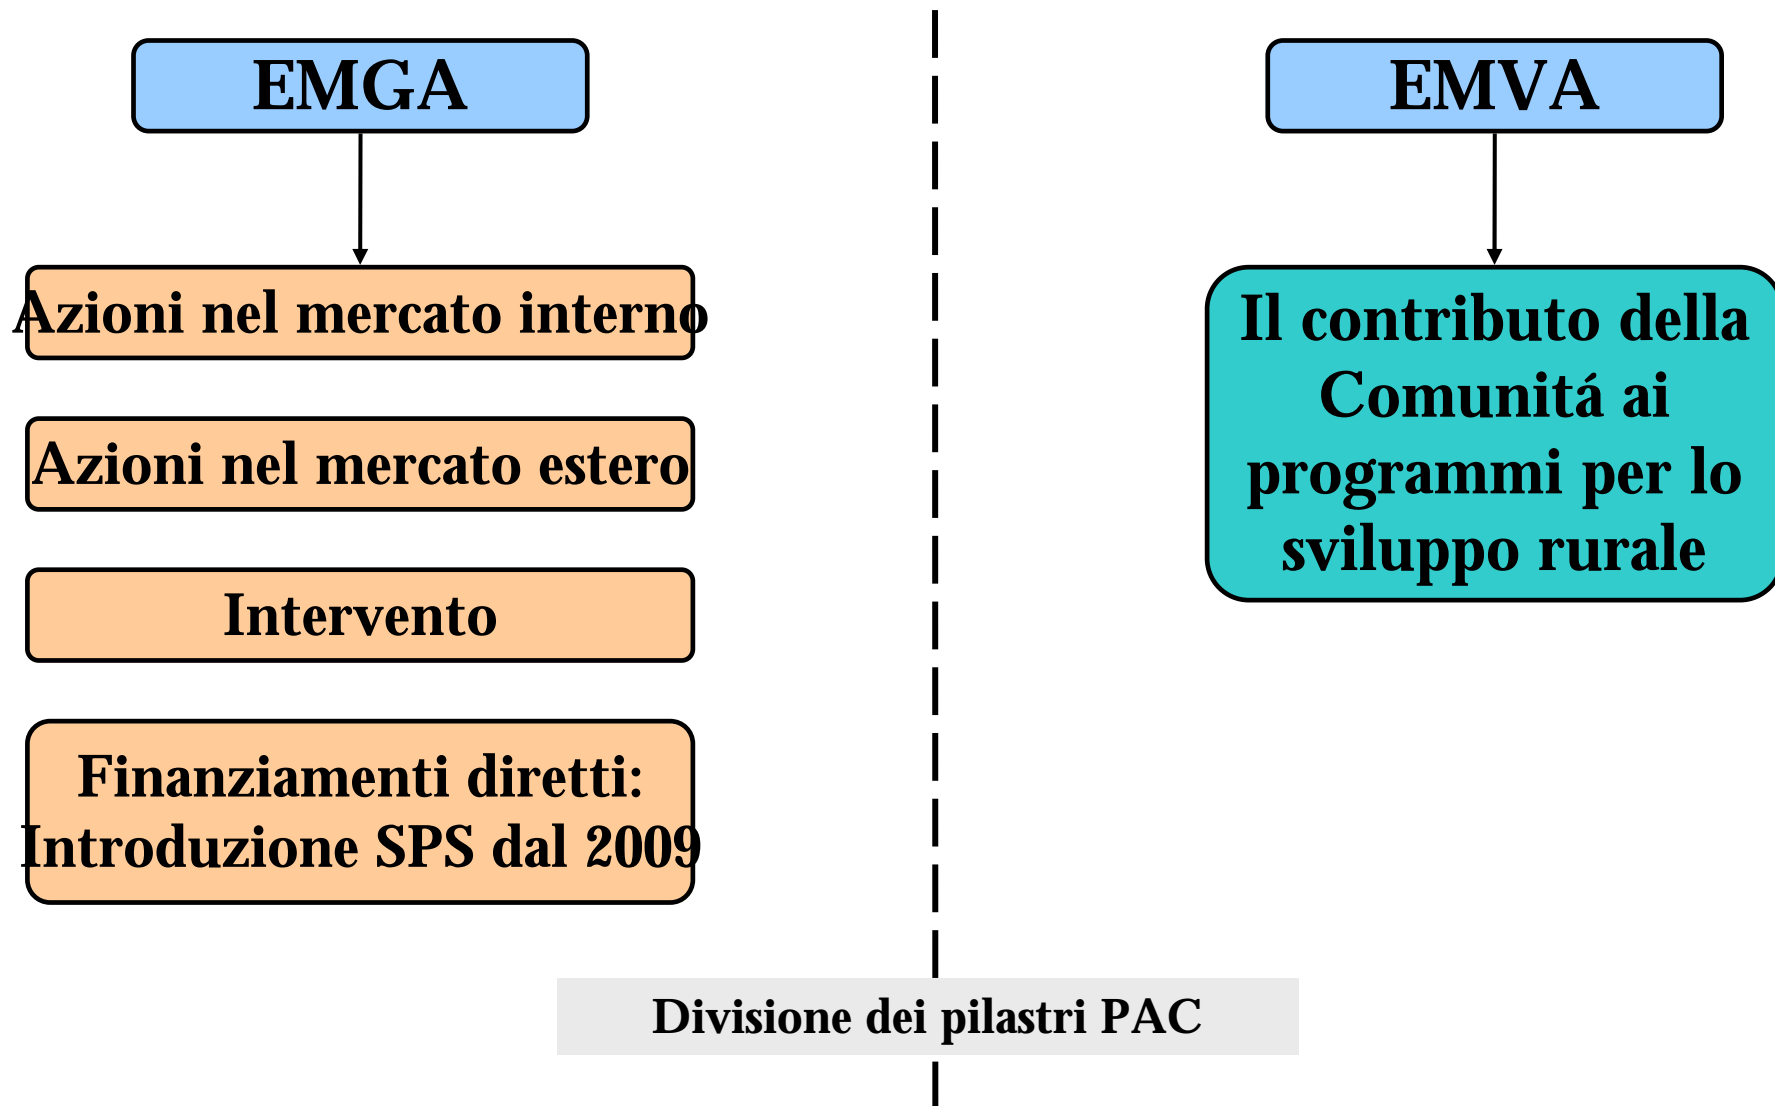 EMGA
Azioni nel mercato interno
Azioni nel mercato estero
Intervento
Finanziamenti diretti:
Introduzione SPS dal 2009
EMVA
Il contributo della
Comunitá ai
programmi per lo
sviluppo rurale
Divisione dei pilastri PAC